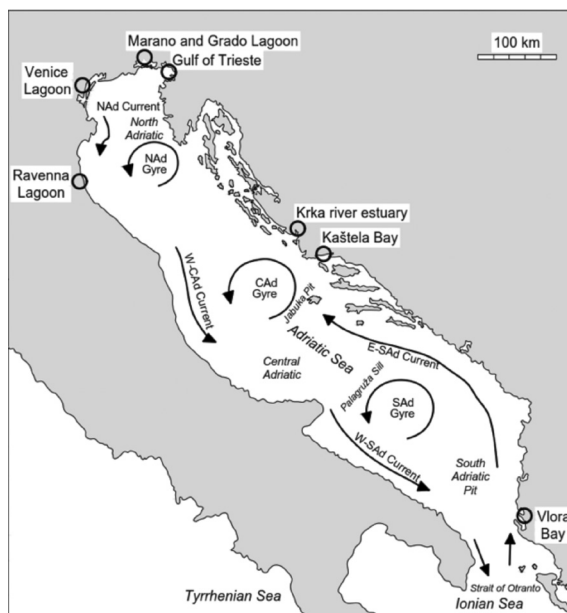 Marano and Grado Lagoon
Gulf of Trieste
100 km
Venice
Lagoon
NAd Current
North
Adriatic
NAd
Gyre
Ravenna
Lagoon
Krka river estuary
Kaštela Bay
W-CAd Current
CAd
Gyre
Jabuka Pit
Adriatic Sea
Central
Adriatic
E-SAd Current
Palagruža Sill
SAd
Gyre
W-SAd Current
South
Adriatic
Pit
Vlora
Bay
Strait of Otranto
Tyrrhenian Sea
Ionian Sea